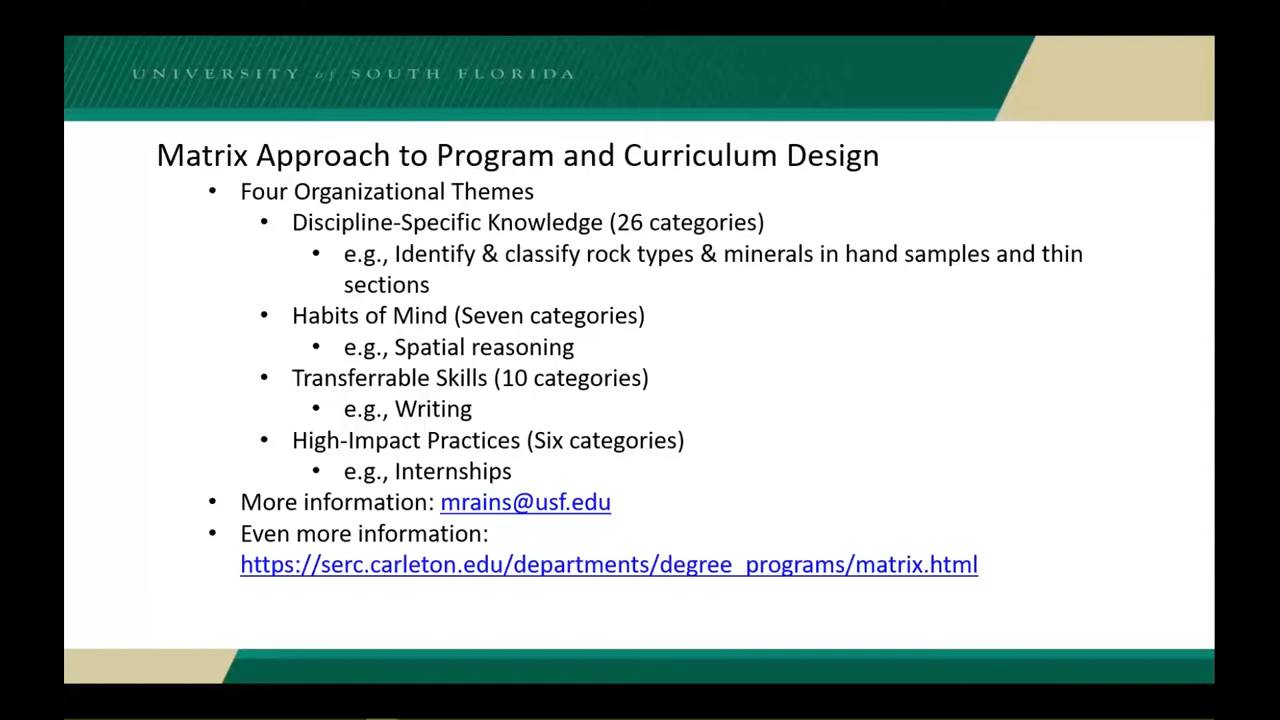 UNIVERSITY of SOUTH FLORIDA
Matrix Approach to Program and Curriculum Design
• Four Organizational Themes
• Discipline-Specific Knowledge (26 categories)
• e.g., Identify & classify rock types & minerals in hand samples and thin
sections
• Habits of Mind (Seven categories)
• e.g., Spatial reasoning
• Transferrable Skills (10 categories)
• e.g., Writing
• High-Impact Practices (Six categories)
• e.g., Internships
• More information: mrains@usf.edu
• Even more information:
https://serc.carleton.edu/departments/degree_programs/matrix.html